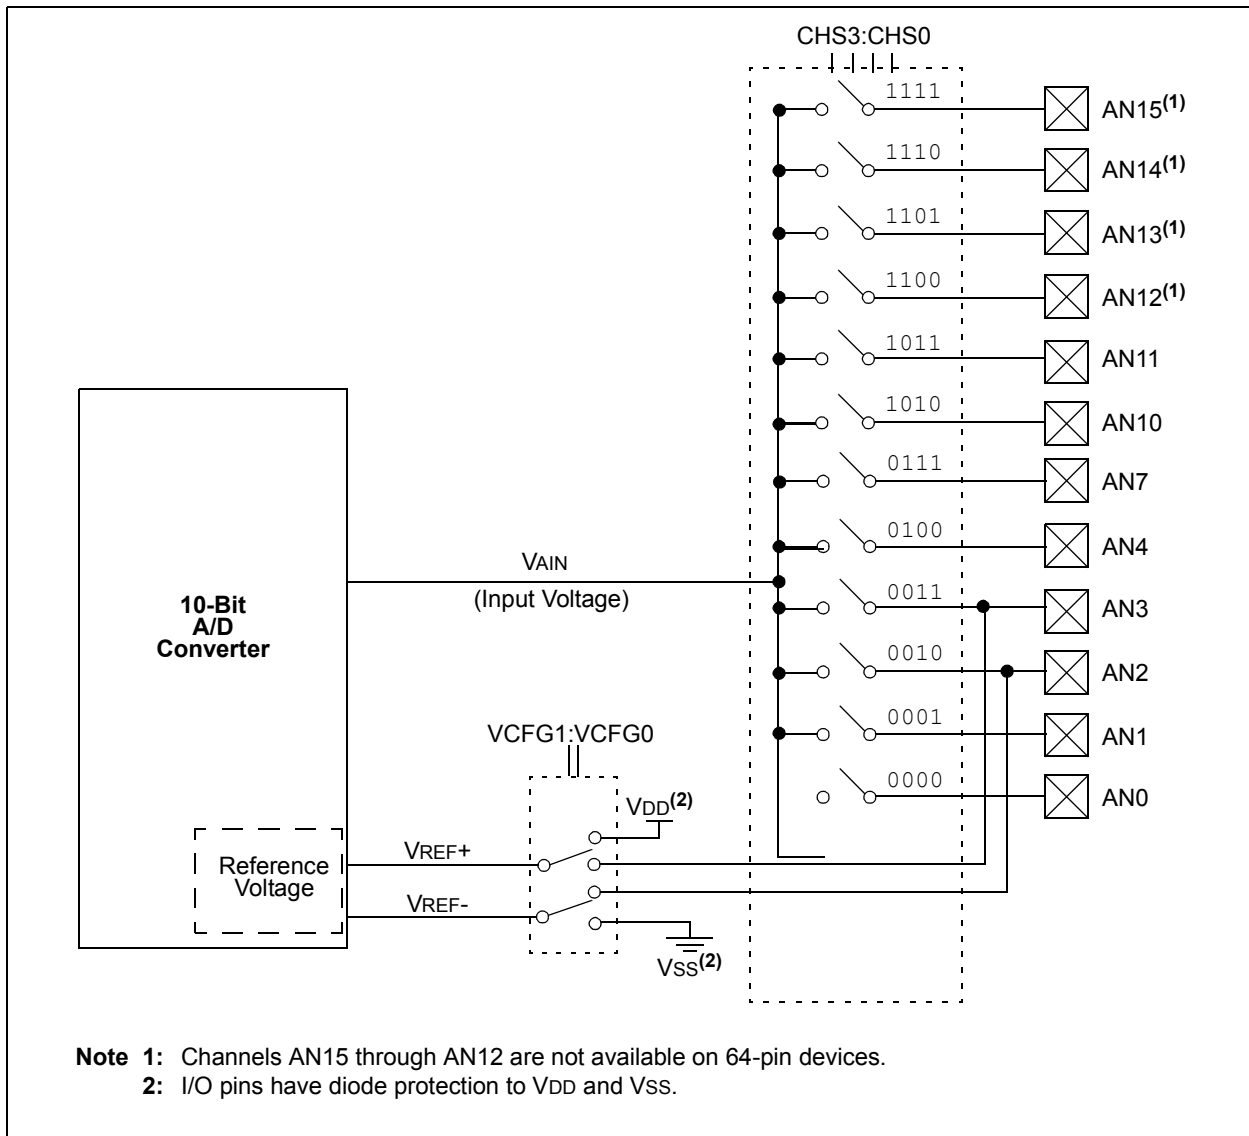 CHS3:CHS0
1111
AN15(1)
1110
AN14(1)
1101
AN13(1)
1100
AN12(1)
1011
AN11
1010
AN10
0111
AN7
0100
AN4
VAIN
(Input Voltage)
10-Bit
A/D
Converter
0011
AN3
0010
AN2
0001
AN1
VCFG1:VCFG0
0000
AN0
VDD(2)
VREF+
Reference
Voltage
VREF-
VSS(2)
Note 1: Channels AN15 through AN12 are not available on 64-pin devices.
2: I/O pins have diode protection to VDD and VSS.